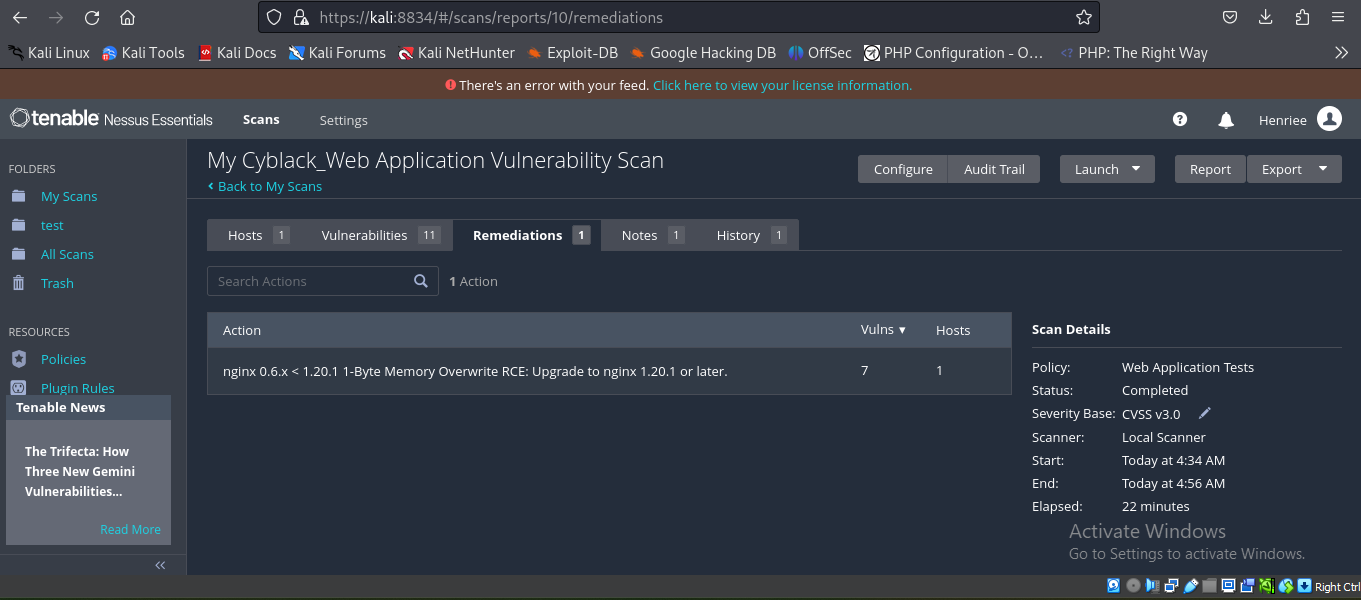 https://kali:8834/#/scans/reports/10/remediations
Kali Linux Kali Tools Kali Docs Kali Forums Kali NetHunter Exploit-DB Google Hacking DB OffSec PHP Configuration - O... PHP: The Right Way
There's an error with your feed. Click here to view your license information.
tenable Nessus Essentials Scans Settings Henriee
FOLDERS
My Scans
test
All Scans
Trash
RESOURCES
Policies
Plugin Rules
Tenable News
The Trifecta: How
Three New Gemini
Vulnerabilities...
Read More
My Cyblack_Web Application Vulnerability Scan
Back to My Scans
Configure Audit Trail Launch Report Export
Hosts 1 Vulnerabilities 11 Remediations 1 Notes 1 History 1
Search Actions 1 Action
Action Vulns Hosts
nginx 0.6.x < 1.20.1 1-Byte Memory Overwrite RCE: Upgrade to nginx 1.20.1 or later. 7 1
Scan Details
Policy: Web Application Tests
Status: Completed
Severity Base: CVSS v3.0
Scanner: Local Scanner
Start: Today at 4:34 AM
End: Today at 4:56 AM
Elapsed: 22 minutes
Activate Windows
Go to Settings to activate Windows.
Right Ctrl